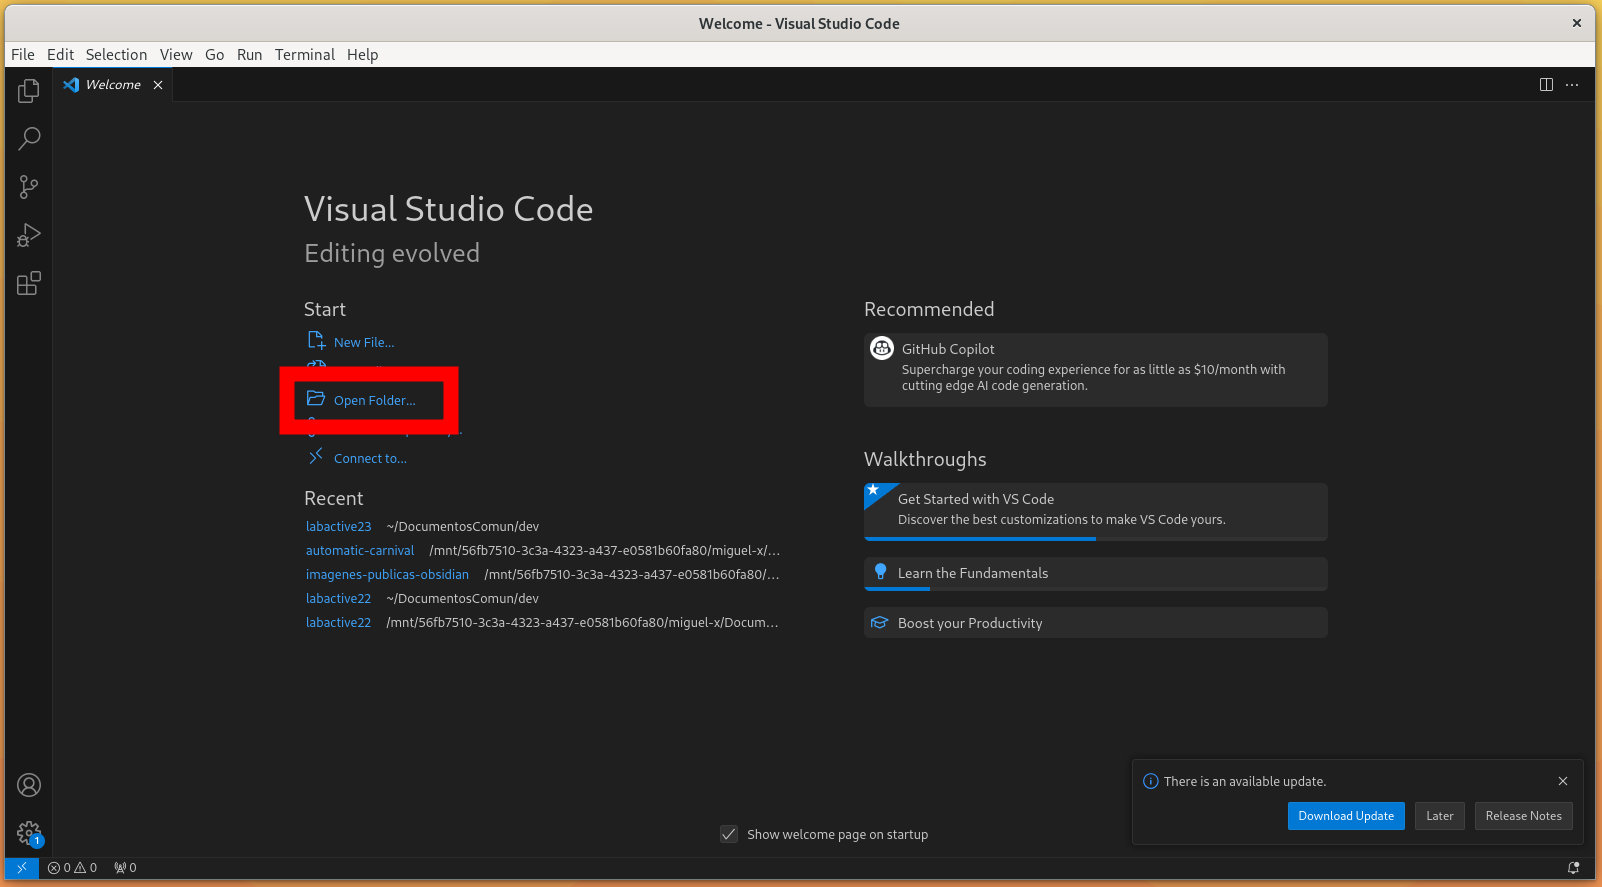 Welcome - Visual Studio Code
File Edit Selection View Go Run Terminal Help
Welcome
Visual Studio Code
Editing evolved
Start
New File...
Open Folder...
Connect to...
Recent
labactive23 ~/DocumentosComun/dev
automatic-carnival /mnt/56fb7510-3c3a-4323-a437-e0581b60fa80/miguel-x/...
imagenes-publicas-obsidian /mnt/56fb7510-3c3a-4323-a437-e0581b60fa80/...
labactive22 ~/DocumentosComun/dev
labactive22 /mnt/56fb7510-3c3a-4323-a437-e0581b60fa80/miguel-x/Docum...
Recommended
GitHub Copilot
Supercharge your coding experience for as little as $10/month with
cutting edge AI code generation.
Walkthroughs
Get Started with VS Code
Discover the best customizations to make VS Code yours.
Learn the Fundamentals
Boost your Productivity
There is an available update.
Download Update Later Release Notes
Show welcome page on startup
1
0 0 0